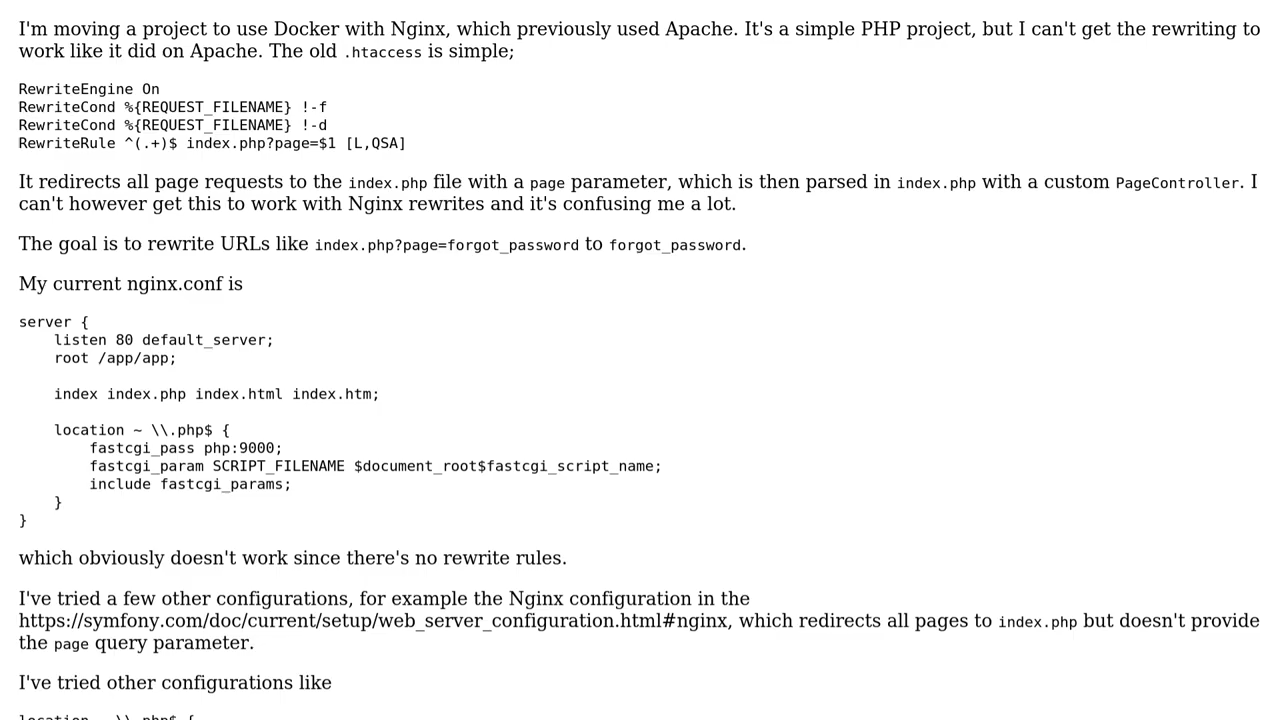 I'm moving a project to use Docker with Nginx, which previously used Apache. It's a simple PHP project, but I can't get the rewriting to
work like it did on Apache. The old .htaccess is simple;
RewriteEngine On
RewriteCond %{REQUEST_FILENAME} !-f
RewriteCond %{REQUEST_FILENAME} !-d
RewriteRule ^(.+)$ index.php?page=$1 [L,QSA]
It redirects all page requests to the index.php file with a page parameter, which is then parsed in index.php with a custom PageController. I
can't however get this to work with Nginx rewrites and it's confusing me a lot.
The goal is to rewrite URLs like index.php?page=forgot_password to forgot_password.
My current nginx.conf is
server {
    listen 80 default_server;
    root /app/app;
    index index.php index.html index.htm;
    location ~ \\.php$ {
        fastcgi_pass php:9000;
        fastcgi_param SCRIPT_FILENAME $document_root$fastcgi_script_name;
        include fastcgi_params;
    }
}
which obviously doesn't work since there's no rewrite rules.
I've tried a few other configurations, for example the Nginx configuration in the
https://symfony.com/doc/current/setup/web_server_configuration.html#nginx, which redirects all pages to index.php but doesn't provide
the page query parameter.
I've tried other configurations like
location ~ \\.php$ {